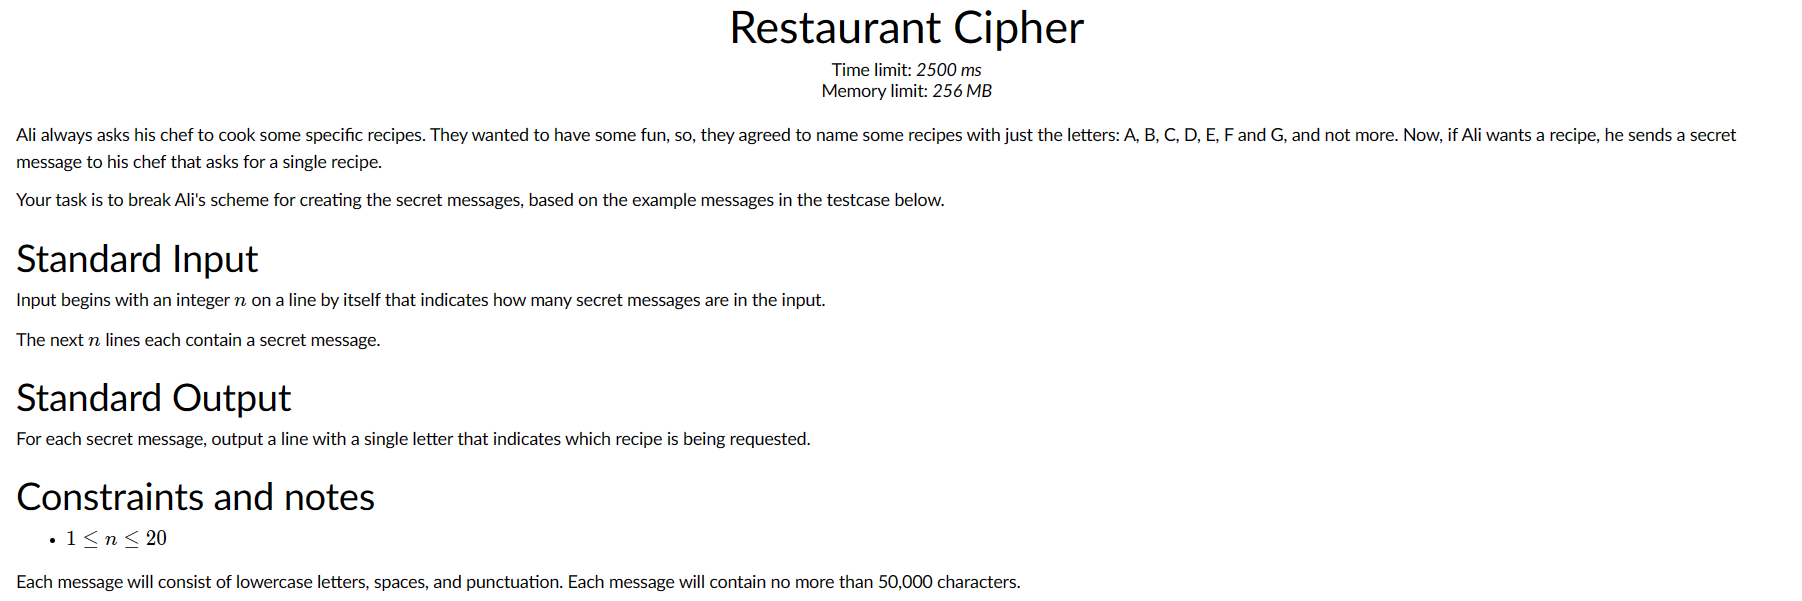 Restaurant Cipher
Time limit: 2500 ms
Memory limit: 256 MB
Ali always asks his chef to cook some specific recipes. They wanted to have some fun, so, they agreed to name some recipes with just the letters: A, B, C, D, E, F and G, and not more. Now, if Ali wants a recipe, he sends a secret
message to his chef that asks for a single recipe.
Your task is to break Ali's scheme for creating the secret messages, based on the example messages in the testcase below.
Standard Input
Input begins with an integer n on a line by itself that indicates how many secret messages are in the input.
The next n lines each contain a secret message.
Standard Output
For each secret message, output a line with a single letter that indicates which recipe is being requested.
Constraints and notes
• 1 ≤ n ≤ 20
Each message will consist of lowercase letters, spaces, and punctuation. Each message will contain no more than 50,000 characters.